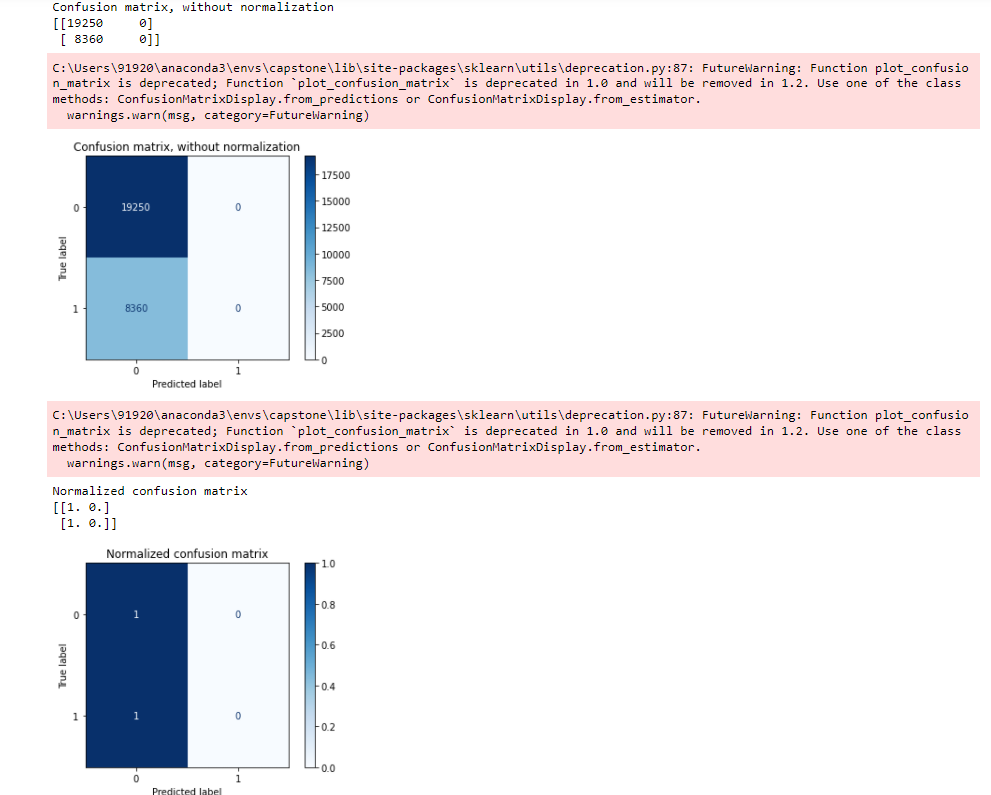 Confusion matrix, without normalization
[[19250     0]
 [ 8360     0]]
C:\Users\91920\anaconda3\envs\capstone\lib\site-packages\sklearn\utils\deprecation.py:87: FutureWarning: Function plot_confusio
n_matrix is deprecated; Function `plot_confusion_matrix` is deprecated in 1.0 and will be removed in 1.2. Use one of the class
methods: ConfusionMatrixDisplay.from_predictions or ConfusionMatrixDisplay.from_estimator.
  warnings.warn(msg, category=FutureWarning)
Confusion matrix, without normalization
17500
15000
12500
10000
7500
5000
2500
0
True label
0
19250
0
1
8360
0
0
1
Predicted label
C:\Users\91920\anaconda3\envs\capstone\lib\site-packages\sklearn\utils\deprecation.py:87: FutureWarning: Function plot_confusio
n_matrix is deprecated; Function `plot_confusion_matrix` is deprecated in 1.0 and will be removed in 1.2. Use one of the class
methods: ConfusionMatrixDisplay.from_predictions or ConfusionMatrixDisplay.from_estimator.
  warnings.warn(msg, category=FutureWarning)
Normalized confusion matrix
[[1. 0.]
 [1. 0.]]
Normalized confusion matrix
1.0
0.8
0.6
0.4
0.2
0.0
True label
0
1
0
1
1
0
0
1
Predicted label